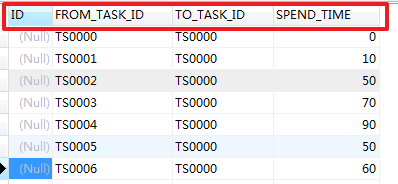 ID FROM_TASK_ID TO_TASK_ID SPEND_TIME
(Null) TS0000 TS0000 0
(Null) TS0001 TS0000 10
(Null) TS0002 TS0000 50
(Null) TS0003 TS0000 70
(Null) TS0004 TS0000 90
(Null) TS0005 TS0000 50
(Null) TS0006 TS0000 60